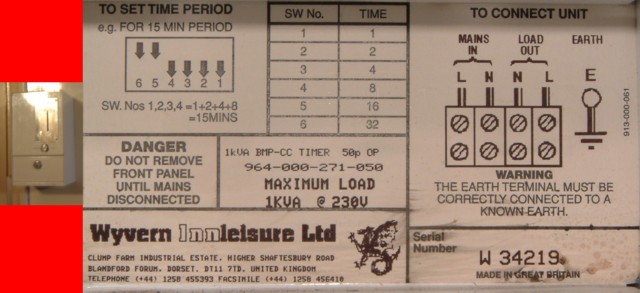 TO SET TIME PERIOD
e.g. FOR 15 MIN PERIOD
6 5 4 3 2 1
SW. Nos 1,2,3,4 =1+2+4+8
=15MINS
SW No. TIME
1 1
2 2
3 4
4 8
5 16
6 32
TO CONNECT UNIT
MAINS IN LOAD OUT EARTH
L N N L E
913-000-061
WARNING
THE EARTH TERMINAL MUST BE
CORRECTLY CONNECTED TO A
KNOWN EARTH.
DANGER
DO NOT REMOVE
FRONT PANEL
UNTIL MAINS
DISCONNECTED
1kVA BMP-CC TIMER 50p OP
964-000-271-050
MAXIMUM LOAD
1KVA @ 230V
Wyvern Innleisure Ltd
CLUMP FARM INDUSTRIAL ESTATE, HIGHER SHAFTESBURY ROAD
BLANDFORD FORUM, DORSET, DT11 7TD, UNITED KINGDOM
TELEPHONE (+44) 1258 455393 FACSIMILE (+44) 1258 456410
Serial
Number
W 34219
MADE IN GREAT BRITAIN